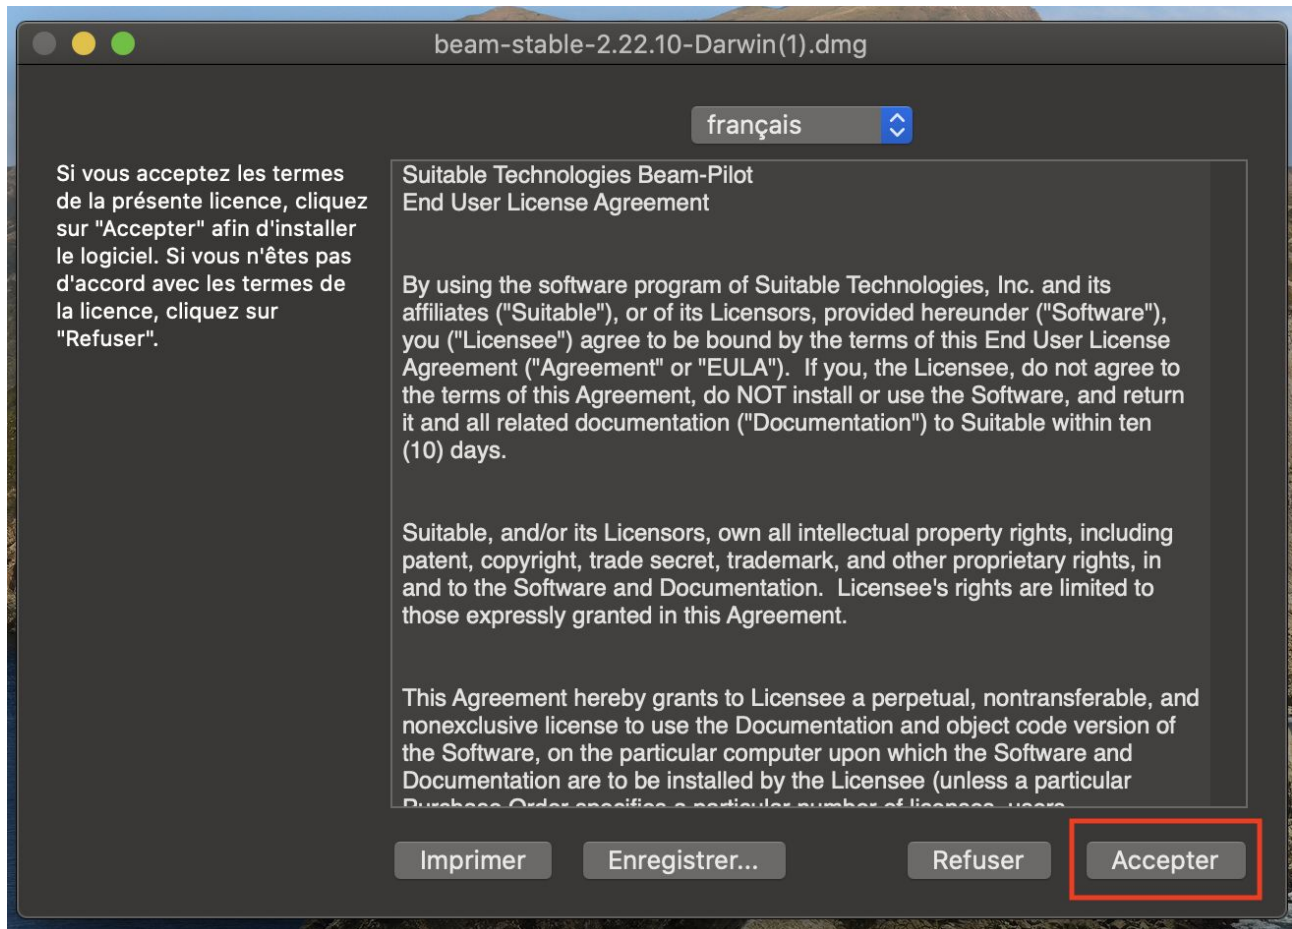 beam-stable-2.22.10-Darwin(1).dmg
français
Si vous acceptez les termes
de la présente licence, cliquez
sur "Accepter" afin d'installer
le logiciel. Si vous n'êtes pas
d'accord avec les termes de
la licence, cliquez sur
"Refuser".
Suitable Technologies Beam-Pilot
End User License Agreement
By using the software program of Suitable Technologies, Inc. and its
affiliates ("Suitable"), or of its Licensors, provided hereunder ("Software"),
you ("Licensee") agree to be bound by the terms of this End User License
Agreement ("Agreement" or "EULA").  If you, the Licensee, do not agree to
the terms of this Agreement, do NOT install or use the Software, and return
it and all related documentation ("Documentation") to Suitable within ten
(10) days.
Suitable, and/or its Licensors, own all intellectual property rights, including
patent, copyright, trade secret, trademark, and other proprietary rights, in
and to the Software and Documentation.  Licensee's rights are limited to
those expressly granted in this Agreement.
This Agreement hereby grants to Licensee a perpetual, nontransferable, and
nonexclusive license to use the Documentation and object code version of
the Software, on the particular computer upon which the Software and
Documentation are to be installed by the Licensee (unless a particular
Purchase Order specifies a particular number of licenses, users
Imprimer
Enregistrer...
Refuser
Accepter